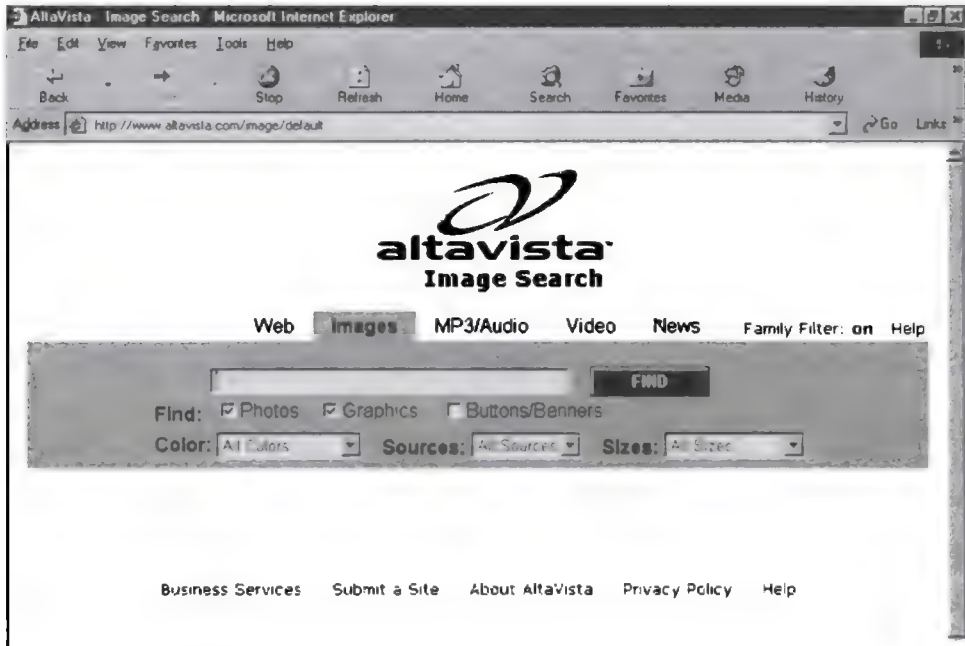 AltaVista Image Search Microsoft Internet Explorer
File Edit View Favorites Tools Help
Back Stop Refresh Home Search Favorites Media History
Address http://www.altavista.com/image/default Go Links
altavista
Image Search
Web Images MP3/Audio Video News Family Filter: on Help
FIND
Find: Photos Graphics Buttons/Banners
Color: All Colors Sources: All Sources Sizes: All Sizes
Business Services Submit a Site About AltaVista Privacy Policy Help